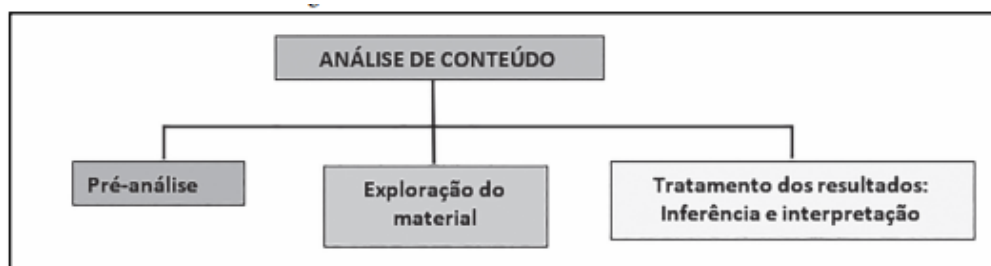 ANÁLISE DE CONTEÚDO
Pré-análise
Exploração do
material
Tratamento dos resultados:
Inferência e interpretação